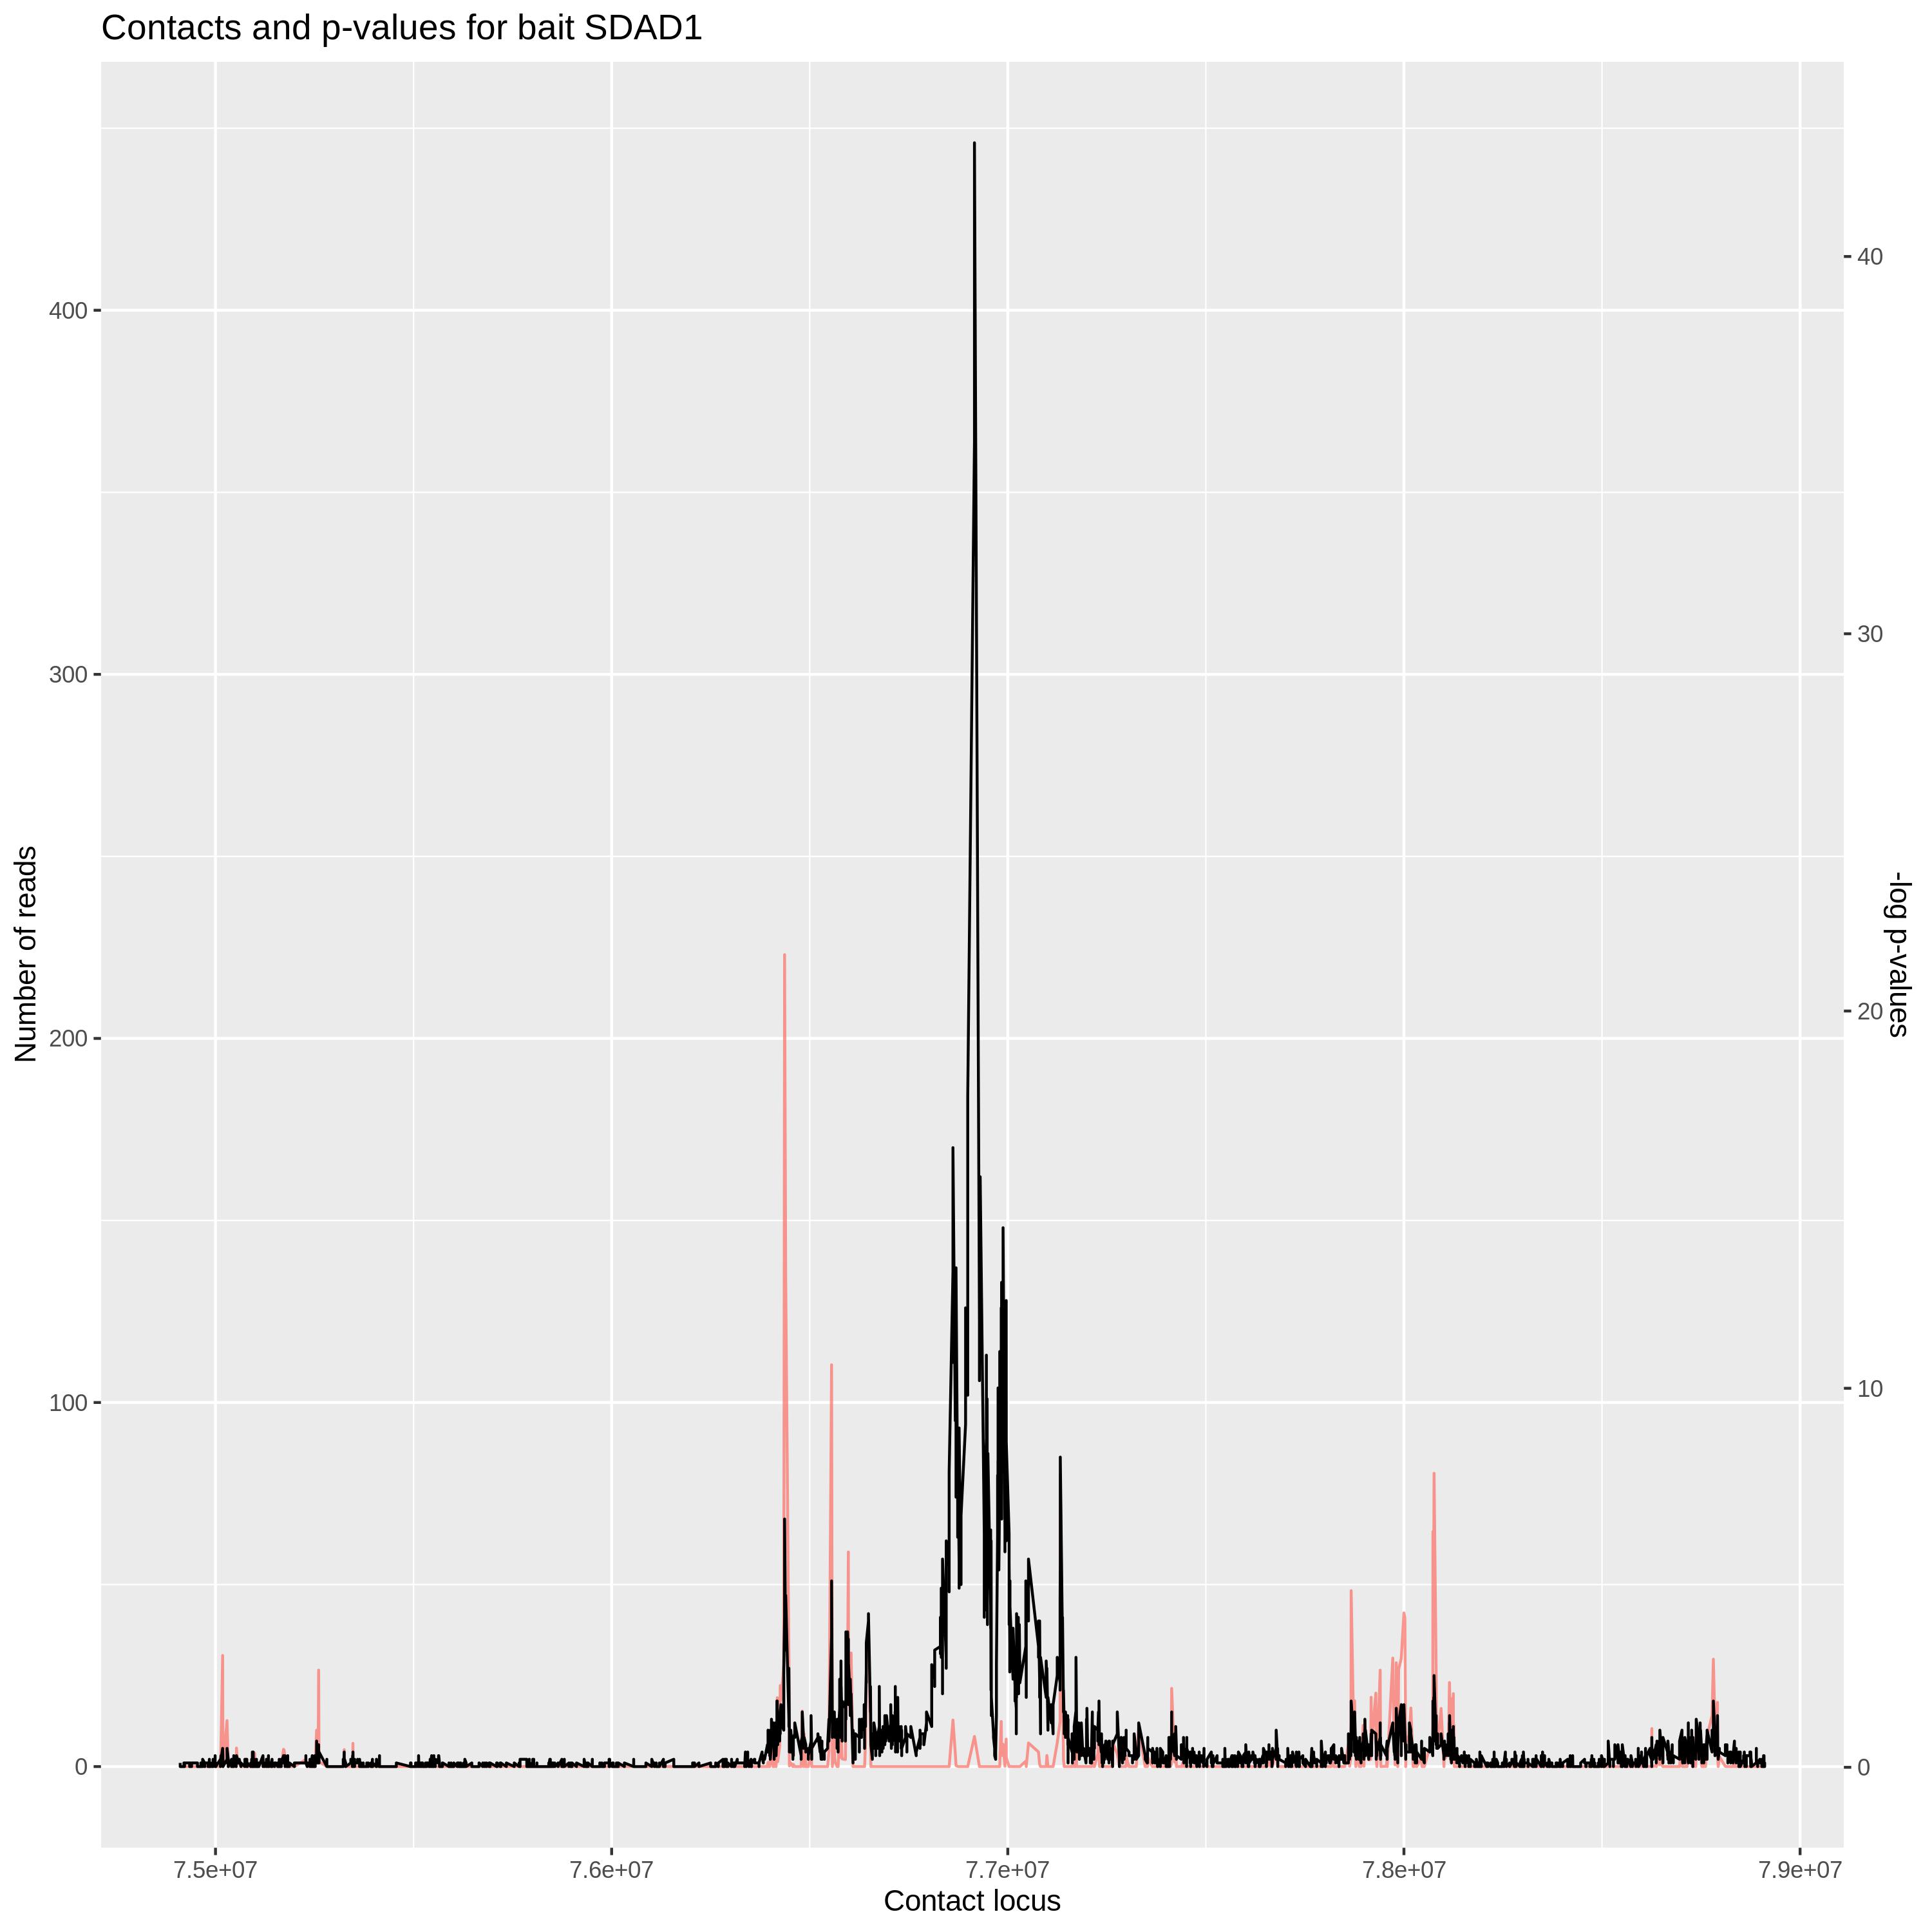 Contacts and p-values for bait SDAD1
Number of reads
400
300
200
100
0
40
30
20
10
0
-log p-values
7.5e+07 7.6e+07 7.7e+07 7.8e+07 7.9e+07
Contact locus